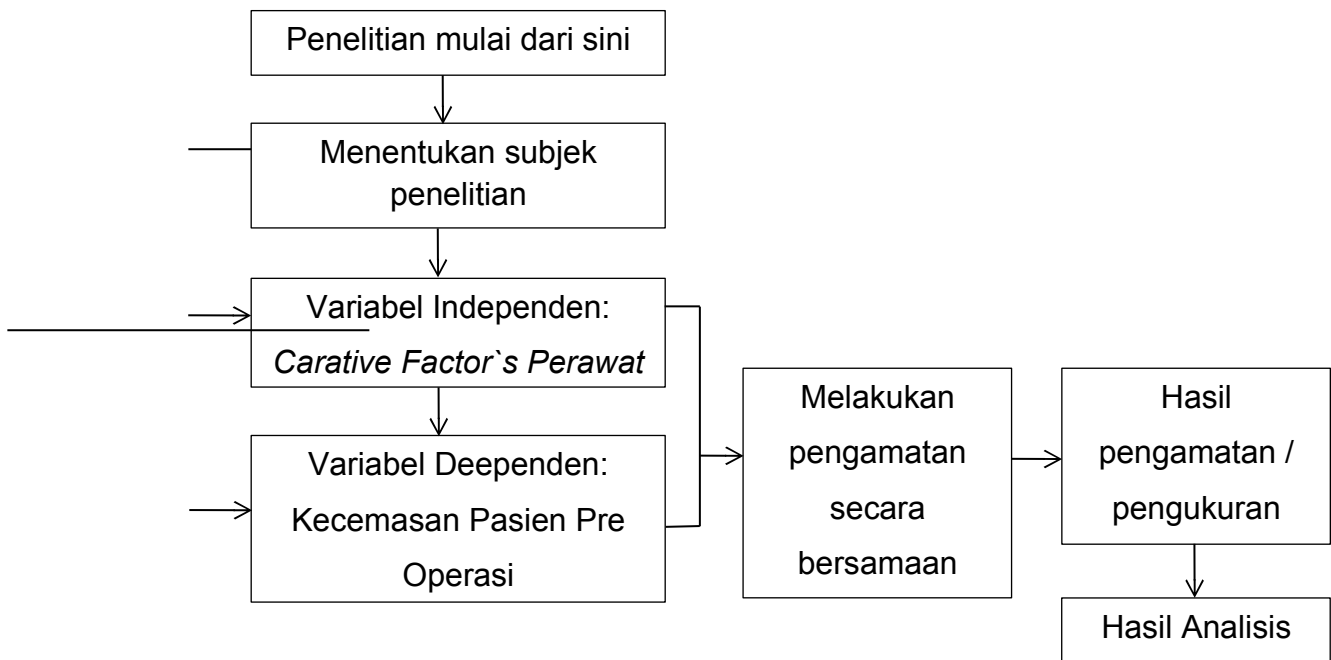 Penelitian mulai dari sini
Menentukan subjek
penelitian
Variabel Independen:
Carative Factor`s Perawat
Variabel Deependen:
Kecemasan Pasien Pre
Operasi
Melakukan
pengamatan
secara
bersamaan
Hasil
pengamatan /
pengukuran
Hasil Analisis